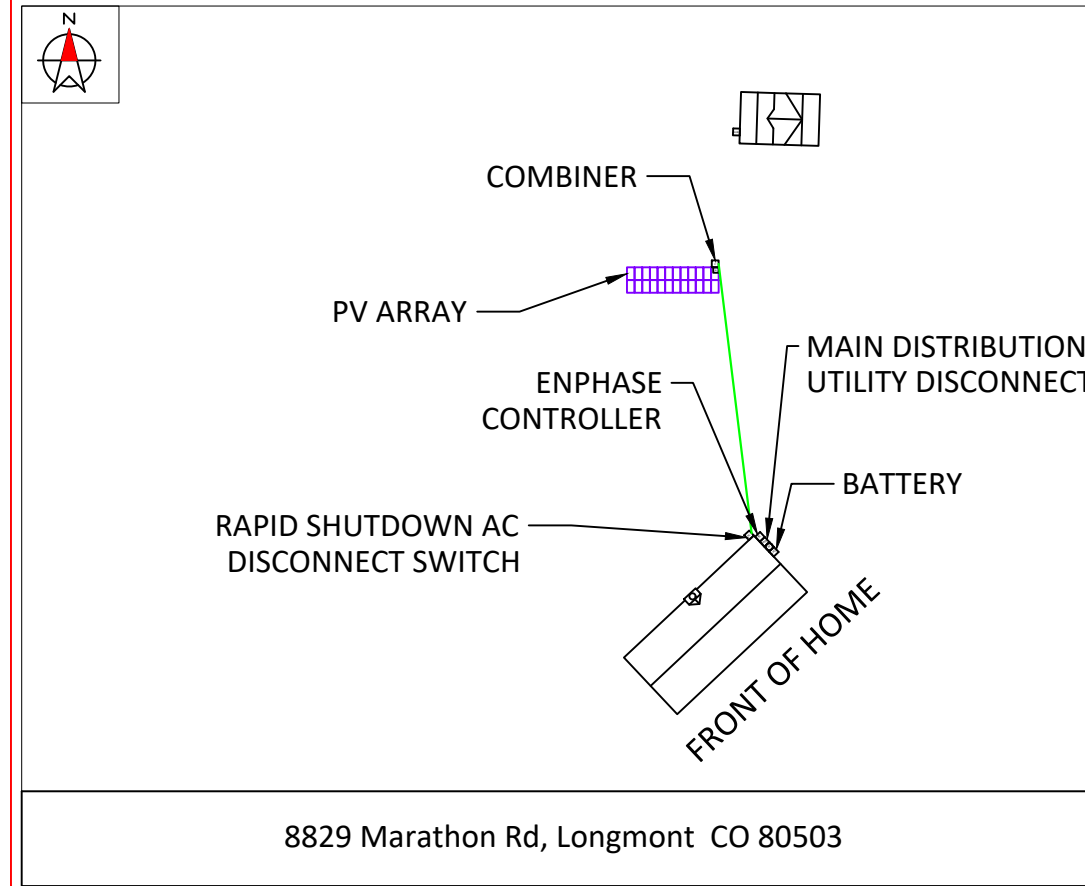 N
COMBINER
PV ARRAY
MAIN DISTRIBUTION
UTILITY DISCONNECT
ENPHASE
CONTROLLER
BATTERY
RAPID SHUTDOWN AC
DISCONNECT SWITCH
FRONT OF HOME
8829 Marathon Rd, Longmont CO 80503